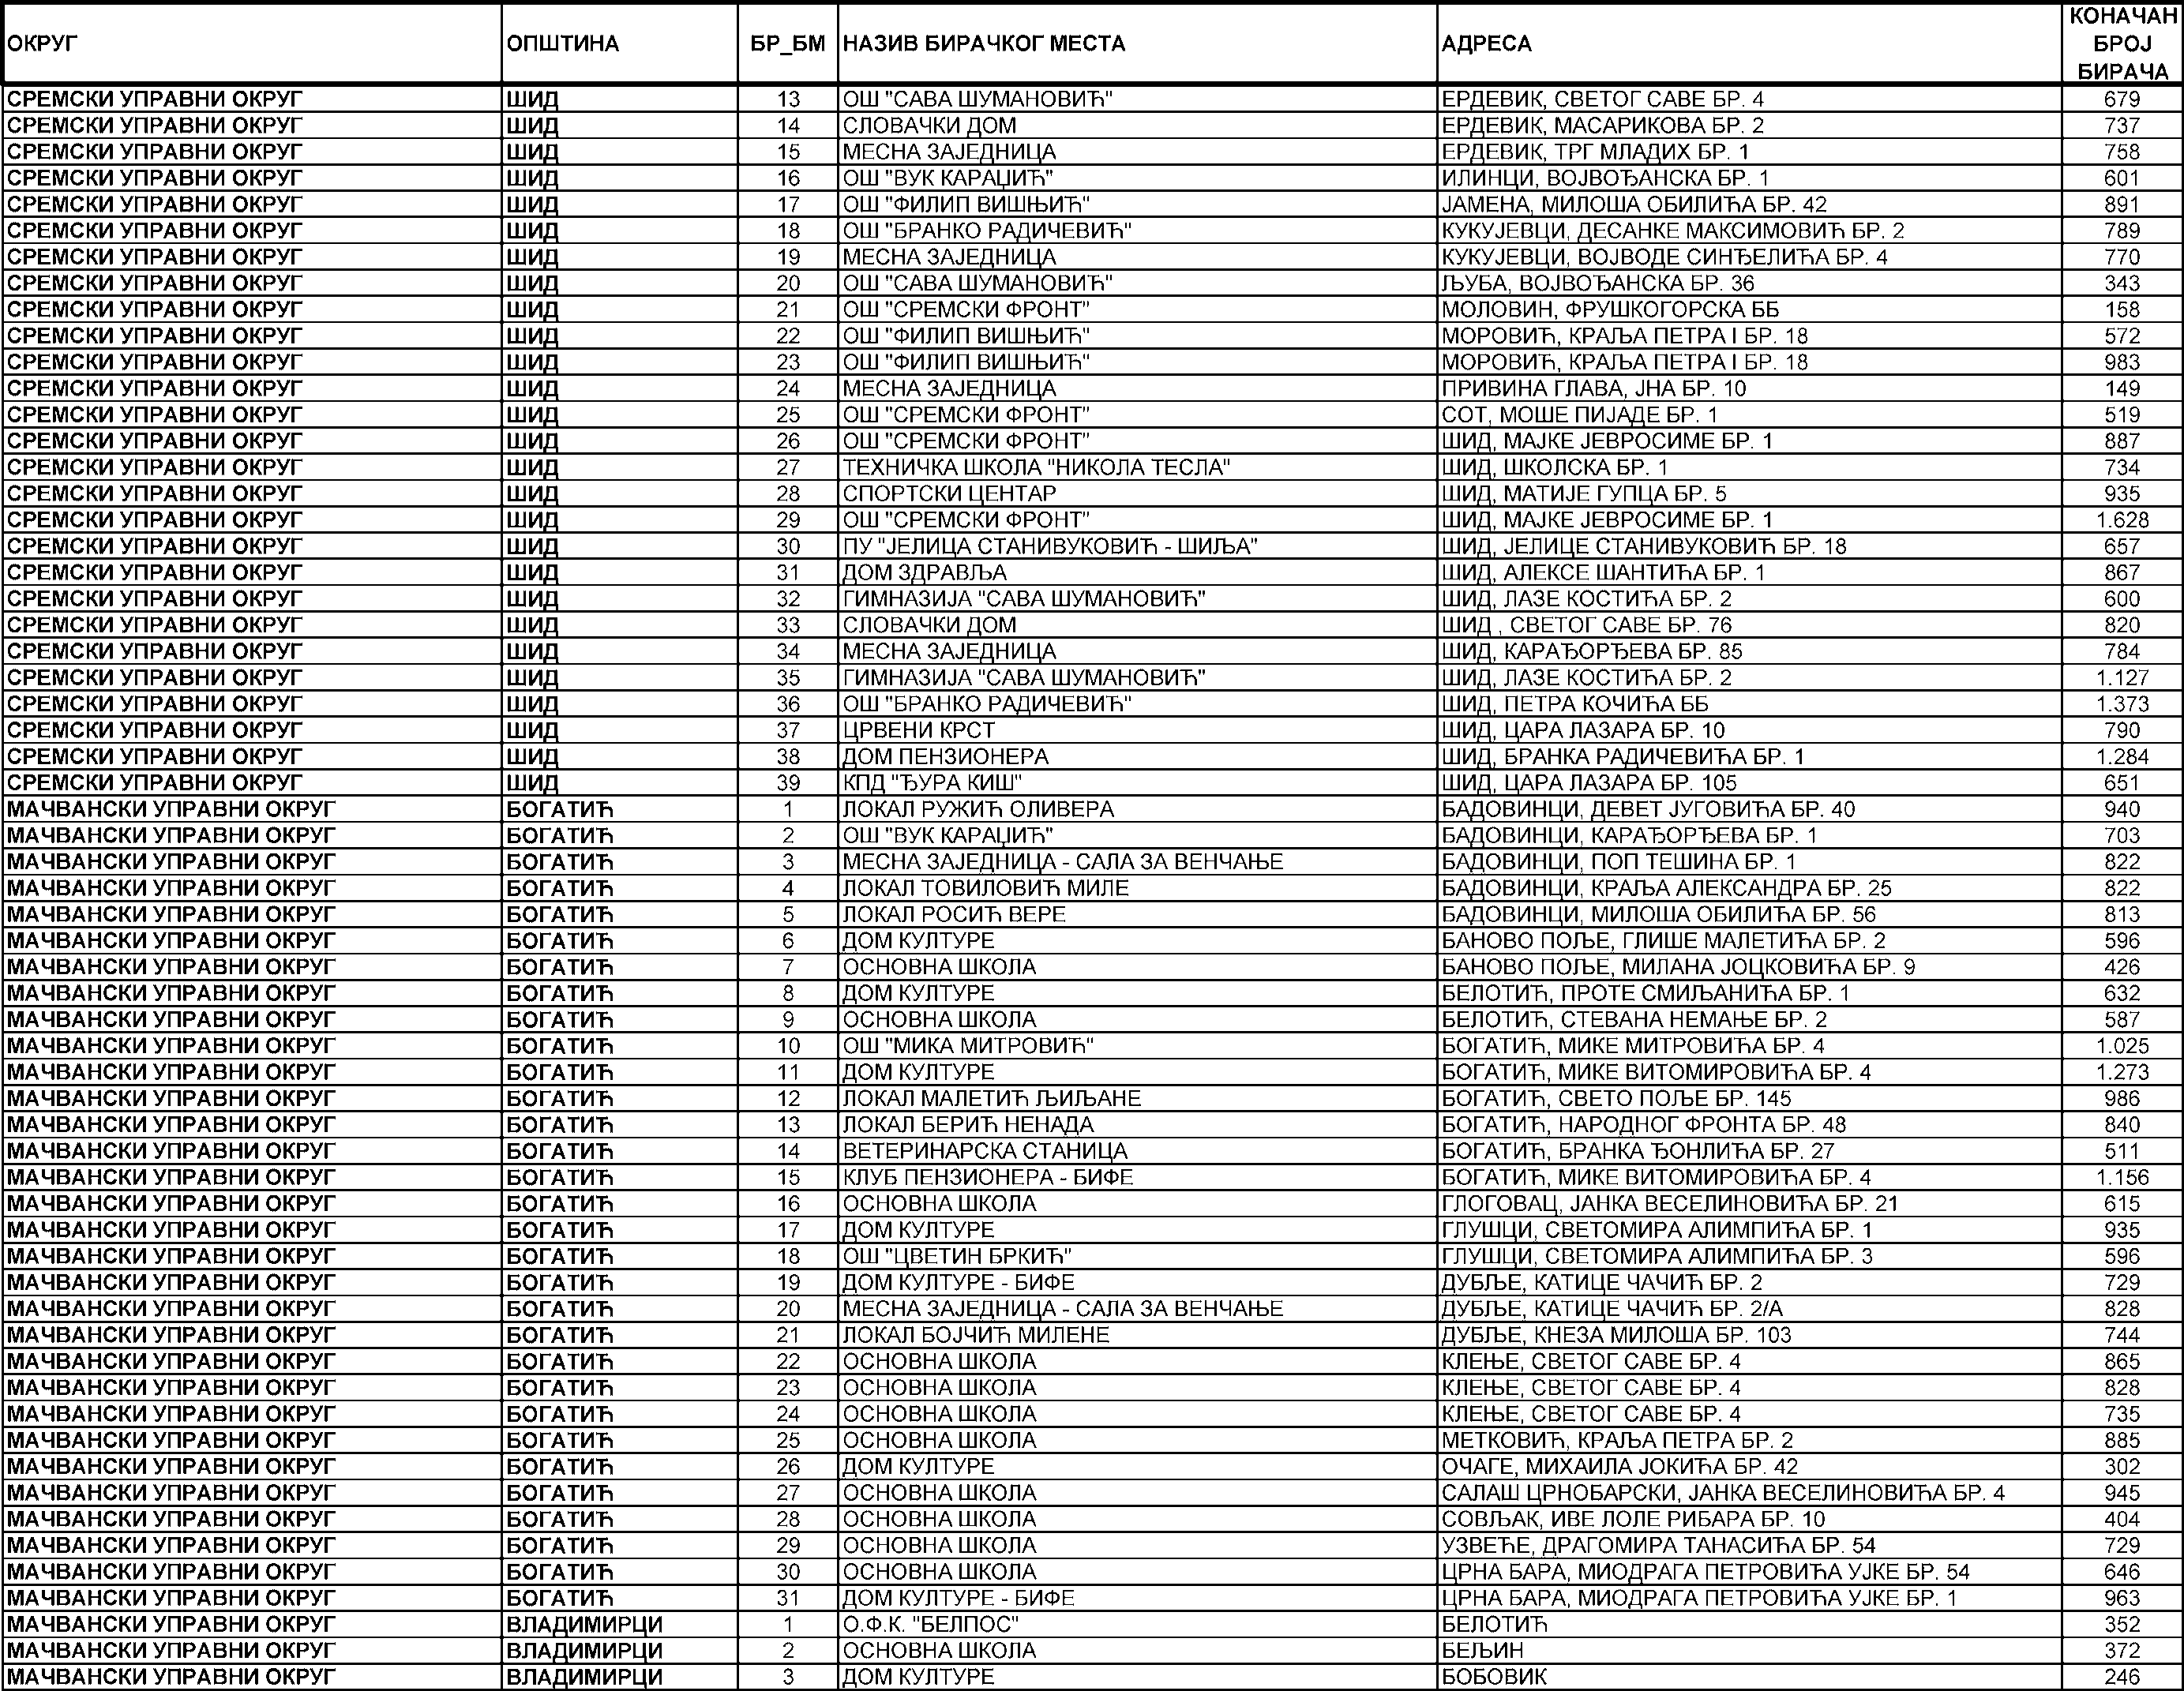 ОКРУГ ОПШТИНА БР_БМ НАЗИВ БИРАЧКОГ МЕСТА АДРЕСА КОНАЧАН БРОЈ БИРАЧА
СРЕМСКИ УПРАВНИ ОКРУГ ШИД 13 ОШ "САВА ШУМАНОВИЋ" ЕРДЕВИК, СВЕТОГ САВЕ БР. 4 679
СРЕМСКИ УПРАВНИ ОКРУГ ШИД 14 СЛОВАЧКИ ДОМ ЕРДЕВИК, МАСАРИКОВА БР. 2 737
СРЕМСКИ УПРАВНИ ОКРУГ ШИД 15 МЕСНА ЗАЈЕДНИЦА ЕРДЕВИК, ТРГ МЛАДИХ БР. 1 758
СРЕМСКИ УПРАВНИ ОКРУГ ШИД 16 ОШ "ВУК КАРАЏИЋ" ИЛИНЦИ, ВОЈВОЂАНСКА БР. 1 601
СРЕМСКИ УПРАВНИ ОКРУГ ШИД 17 ОШ "ФИЛИП ВИШЊИЋ" ЈАМЕНА, МИЛОША ОБИЛИЋА БР. 42 891
СРЕМСКИ УПРАВНИ ОКРУГ ШИД 18 ОШ "БРАНКО РАДИЧЕВИЋ" КУКУЈЕВЦИ, ДЕСАНКЕ МАКСИМОВИЋ БР. 2 789
СРЕМСКИ УПРАВНИ ОКРУГ ШИД 19 МЕСНА ЗАЈЕДНИЦА КУКУЈЕВЦИ, ВОЈВОДЕ СИНЂЕЛИЋА БР. 4 770
СРЕМСКИ УПРАВНИ ОКРУГ ШИД 20 ОШ "САВА ШУМАНОВИЋ" ЉУБА, ВОЈВОЂАНСКА БР. 36 343
СРЕМСКИ УПРАВНИ ОКРУГ ШИД 21 ОШ "СРЕМСКИ ФРОНТ" МОЛОВИН, ФРУШКОГОРСКА ББ 158
СРЕМСКИ УПРАВНИ ОКРУГ ШИД 22 ОШ "ФИЛИП ВИШЊИЋ" МОРОВИЋ, КРАЉА ПЕТРА I БР. 18 572
СРЕМСКИ УПРАВНИ ОКРУГ ШИД 23 ОШ "ФИЛИП ВИШЊИЋ" МОРОВИЋ, КРАЉА ПЕТРА I БР. 18 983
СРЕМСКИ УПРАВНИ ОКРУГ ШИД 24 МЕСНА ЗАЈЕДНИЦА ПРИВИНА ГЛАВА, ЈНА БР. 10 149
СРЕМСКИ УПРАВНИ ОКРУГ ШИД 25 ОШ "СРЕМСКИ ФРОНТ" СОТ, МОШЕ ПИЈАДЕ БР. 1 519
СРЕМСКИ УПРАВНИ ОКРУГ ШИД 26 ОШ "СРЕМСКИ ФРОНТ" ШИД, МАЈКЕ ЈЕВРОСИМЕ БР. 1 887
СРЕМСКИ УПРАВНИ ОКРУГ ШИД 27 ТЕХНИЧКА ШКОЛА "НИКОЛА ТЕСЛА" ШИД, ШКОЛСКА БР. 1 734
СРЕМСКИ УПРАВНИ ОКРУГ ШИД 28 СПОРТСКИ ЦЕНТАР ШИД, МАТИЈЕ ГУПЦА БР. 5 935
СРЕМСКИ УПРАВНИ ОКРУГ ШИД 29 ОШ "СРЕМСКИ ФРОНТ" ШИД, МАЈКЕ ЈЕВРОСИМЕ БР. 1 1.628
СРЕМСКИ УПРАВНИ ОКРУГ ШИД 30 ПУ "ЈЕЛИЦА СТАНИВУКОВИЋ - ШИЉА" ШИД, ЈЕЛИЦЕ СТАНИВУКОВИЋ БР. 18 657
СРЕМСКИ УПРАВНИ ОКРУГ ШИД 31 ДОМ ЗДРАВЉА ШИД, АЛЕКСЕ ШАНТИЋА БР. 1 867
СРЕМСКИ УПРАВНИ ОКРУГ ШИД 32 ГИМНАЗИЈА "САВА ШУМАНОВИЋ" ШИД, ЛАЗЕ КОСТИЋА БР. 2 600
СРЕМСКИ УПРАВНИ ОКРУГ ШИД 33 СЛОВАЧКИ ДОМ ШИД , СВЕТОГ САВЕ БР. 76 820
СРЕМСКИ УПРАВНИ ОКРУГ ШИД 34 МЕСНА ЗАЈЕДНИЦА ШИД, КАРАЂОРЂЕВА БР. 85 784
СРЕМСКИ УПРАВНИ ОКРУГ ШИД 35 ГИМНАЗИЈА "САВА ШУМАНОВИЋ" ШИД, ЛАЗЕ КОСТИЋА БР. 2 1.127
СРЕМСКИ УПРАВНИ ОКРУГ ШИД 36 ОШ "БРАНКО РАДИЧЕВИЋ" ШИД, ПЕТРА КОЧИЋА ББ 1.373
СРЕМСКИ УПРАВНИ ОКРУГ ШИД 37 ЦРВЕНИ КРСТ ШИД, ЦАРА ЛАЗАРА БР. 10 790
СРЕМСКИ УПРАВНИ ОКРУГ ШИД 38 ДОМ ПЕНЗИОНЕРА ШИД, БРАНКА РАДИЧЕВИЋА БР. 1 1.284
СРЕМСКИ УПРАВНИ ОКРУГ ШИД 39 КПД "ЂУРА КИШ" ШИД, ЦАРА ЛАЗАРА БР. 105 651
МАЧВАНСКИ УПРАВНИ ОКРУГ БОГАТИЋ 1 ЛОКАЛ РУЖИЋ ОЛИВЕРА БАДОВИНЦИ, ДЕВЕТ ЈУГОВИЋА БР. 40 940
МАЧВАНСКИ УПРАВНИ ОКРУГ БОГАТИЋ 2 ОШ "ВУК КАРАЏИЋ" БАДОВИНЦИ, КАРАЂОРЂЕВА БР. 1 703
МАЧВАНСКИ УПРАВНИ ОКРУГ БОГАТИЋ 3 МЕСНА ЗАЈЕДНИЦА - САЛА ЗА ВЕНЧАЊЕ БАДОВИНЦИ, ПОП ТЕШИНА БР. 1 822
МАЧВАНСКИ УПРАВНИ ОКРУГ БОГАТИЋ 4 ЛОКАЛ ТОВИЛОВИЋ МИЛЕ БАДОВИНЦИ, КРАЉА АЛЕКСАНДРА БР. 25 822
МАЧВАНСКИ УПРАВНИ ОКРУГ БОГАТИЋ 5 ЛОКАЛ РОСИЋ ВЕРЕ БАДОВИНЦИ, МИЛОША ОБИЛИЋА БР. 56 813
МАЧВАНСКИ УПРАВНИ ОКРУГ БОГАТИЋ 6 ДОМ КУЛТУРЕ БАНОВО ПОЉЕ, ГЛИШЕ МАЛЕТИЋА БР. 2 596
МАЧВАНСКИ УПРАВНИ ОКРУГ БОГАТИЋ 7 ОСНОВНА ШКОЛА БАНОВО ПОЉЕ, МИЛАНА ЈОЦКОВИЋА БР. 9 426
МАЧВАНСКИ УПРАВНИ ОКРУГ БОГАТИЋ 8 ДОМ КУЛТУРЕ БЕЛОТИЋ, ПРОТЕ СМИЉАНИЋА БР. 1 632
МАЧВАНСКИ УПРАВНИ ОКРУГ БОГАТИЋ 9 ОСНОВНА ШКОЛА БЕЛОТИЋ, СТЕВАНА НЕМАЊЕ БР. 2 587
МАЧВАНСКИ УПРАВНИ ОКРУГ БОГАТИЋ 10 ОШ "МИКА МИТРОВИЋ" БОГАТИЋ, МИКЕ МИТРОВИЋА БР. 4 1.025
МАЧВАНСКИ УПРАВНИ ОКРУГ БОГАТИЋ 11 ДОМ КУЛТУРЕ БОГАТИЋ, МИКЕ ВИТОМИРОВИЋА БР. 4 1.273
МАЧВАНСКИ УПРАВНИ ОКРУГ БОГАТИЋ 12 ЛОКАЛ МАЛЕТИЋ ЉИЉАНЕ БОГАТИЋ, СВЕТО ПОЉЕ БР. 145 986
МАЧВАНСКИ УПРАВНИ ОКРУГ БОГАТИЋ 13 ЛОКАЛ БЕРИЋ НЕНАДА БОГАТИЋ, НАРОДНОГ ФРОНТА БР. 48 840
МАЧВАНСКИ УПРАВНИ ОКРУГ БОГАТИЋ 14 ВЕТЕРИНАРСКА СТАНИЦА БОГАТИЋ, БРАНКА ЂОНЛИЋА БР. 27 511
МАЧВАНСКИ УПРАВНИ ОКРУГ БОГАТИЋ 15 КЛУБ ПЕНЗИОНЕРА - БИФЕ БОГАТИЋ, МИКЕ ВИТОМИРОВИЋА БР. 4 1.156
МАЧВАНСКИ УПРАВНИ ОКРУГ БОГАТИЋ 16 ОСНОВНА ШКОЛА ГЛОГОВАЦ, ЈАНКА ВЕСЕЛИНОВИЋА БР. 21 615
МАЧВАНСКИ УПРАВНИ ОКРУГ БОГАТИЋ 17 ДОМ КУЛТУРЕ ГЛУШЦИ, СВЕТОМИРА АЛИМПИЋА БР. 1 935
МАЧВАНСКИ УПРАВНИ ОКРУГ БОГАТИЋ 18 ОШ "ЦВЕТИН БРКИЋ" ГЛУШЦИ, СВЕТОМИРА АЛИМПИЋА БР. 3 596
МАЧВАНСКИ УПРАВНИ ОКРУГ БОГАТИЋ 19 ДОМ КУЛТУРЕ - БИФЕ ДУБЉЕ, КАТИЦЕ ЧАЧИЋ БР. 2 729
МАЧВАНСКИ УПРАВНИ ОКРУГ БОГАТИЋ 20 МЕСНА ЗАЈЕДНИЦА - САЛА ЗА ВЕНЧАЊЕ ДУБЉЕ, КАТИЦЕ ЧАЧИЋ БР. 2/А 828
МАЧВАНСКИ УПРАВНИ ОКРУГ БОГАТИЋ 21 ЛОКАЛ БОЈЧИЋ МИЛЕНЕ ДУБЉЕ, КНЕЗА МИЛОША БР. 103 744
МАЧВАНСКИ УПРАВНИ ОКРУГ БОГАТИЋ 22 ОСНОВНА ШКОЛА КЛЕЊЕ, СВЕТОГ САВЕ БР. 4 865
МАЧВАНСКИ УПРАВНИ ОКРУГ БОГАТИЋ 23 ОСНОВНА ШКОЛА КЛЕЊЕ, СВЕТОГ САВЕ БР. 4 828
МАЧВАНСКИ УПРАВНИ ОКРУГ БОГАТИЋ 24 ОСНОВНА ШКОЛА КЛЕЊЕ, СВЕТОГ САВЕ БР. 4 735
МАЧВАНСКИ УПРАВНИ ОКРУГ БОГАТИЋ 25 ОСНОВНА ШКОЛА МЕТКОВИЋ, КРАЉА ПЕТРА БР. 2 885
МАЧВАНСКИ УПРАВНИ ОКРУГ БОГАТИЋ 26 ДОМ КУЛТУРЕ ОЧАГЕ, МИХАИЛА ЈОКИЋА БР. 42 302
МАЧВАНСКИ УПРАВНИ ОКРУГ БОГАТИЋ 27 ОСНОВНА ШКОЛА САЛАШ ЦРНОБАРСКИ, ЈАНКА ВЕСЕЛИНОВИЋА БР. 4 945
МАЧВАНСКИ УПРАВНИ ОКРУГ БОГАТИЋ 28 ОСНОВНА ШКОЛА СОВЉАК, ИВЕ ЛОЛЕ РИБАРА БР. 10 404
МАЧВАНСКИ УПРАВНИ ОКРУГ БОГАТИЋ 29 ОСНОВНА ШКОЛА УЗВЕЋЕ, ДРАГОМИРА ТАНАСИЋА БР. 54 729
МАЧВАНСКИ УПРАВНИ ОКРУГ БОГАТИЋ 30 ОСНОВНА ШКОЛА ЦРНА БАРА, МИОДРАГА ПЕТРОВИЋА УЈКЕ БР. 54 646
МАЧВАНСКИ УПРАВНИ ОКРУГ БОГАТИЋ 31 ДОМ КУЛТУРЕ - БИФЕ ЦРНА БАРА, МИОДРАГА ПЕТРОВИЋА УЈКЕ БР. 1 963
МАЧВАНСКИ УПРАВНИ ОКРУГ ВЛАДИМИРЦИ 1 О.Ф.К. "БЕЛПОС" БЕЛОТИЋ 352
МАЧВАНСКИ УПРАВНИ ОКРУГ ВЛАДИМИРЦИ 2 ОСНОВНА ШКОЛА БЕЉИН 372
МАЧВАНСКИ УПРАВНИ ОКРУГ ВЛАДИМИРЦИ 3 ДОМ КУЛТУРЕ БОБОВИК 246